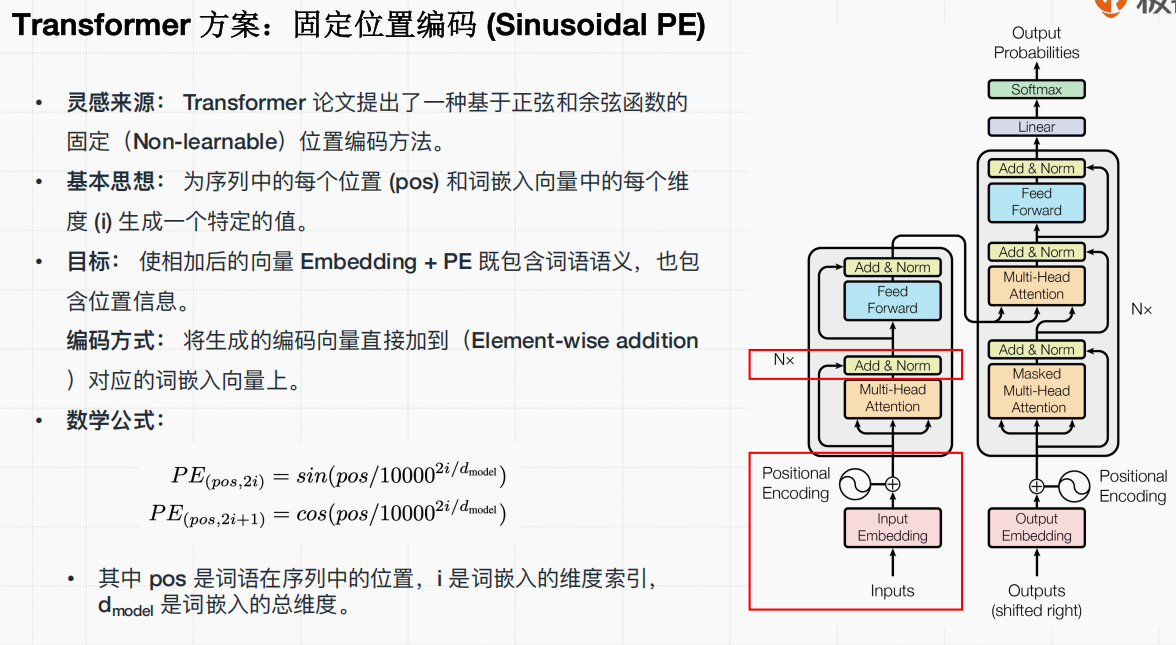 Transformer 方案：固定位置编码 (Sinusoidal PE)
• 灵感来源： Transformer 论文提出了一种基于正弦和余弦函数的
固定（Non-learnable）位置编码方法。
• 基本思想： 为序列中的每个位置 (pos) 和词嵌入向量中的每个维
度 (i) 生成一个特定的值。
• 目标： 使相加后的向量 Embedding + PE 既包含词语语义，也包
含位置信息。
编码方式： 将生成的编码向量直接加到（Element-wise addition
）对应的词嵌入向量上。
• 数学公式：
PE(pos,2i) = sin(pos/10000^2i/dmodel)
PE(pos,2i+1) = cos(pos/10000^2i/dmodel)
• 其中 pos 是词语在序列中的位置，i 是词嵌入的维度索引，
dmodel 是词嵌入的总维度。
Output
Probabilities
Softmax
Linear
Add & Norm
Feed
Forward
Add & Norm
Multi-Head
Attention
Add & Norm
Masked
Multi-Head
Attention
N×
Positional
Encoding
Output
Embedding
Outputs
(shifted right)
Add & Norm
Feed
Forward
N×
Add & Norm
Multi-Head
Attention
Positional
Encoding
Input
Embedding
Inputs